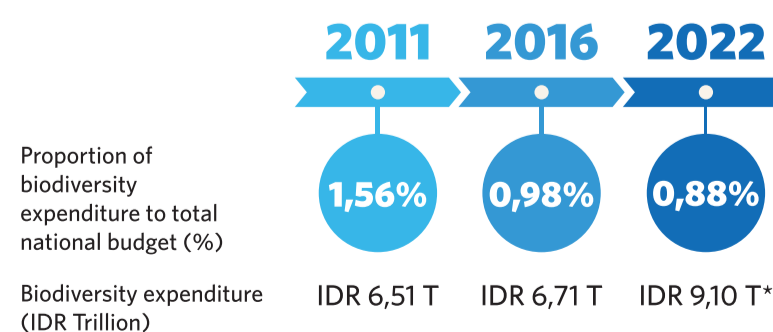 2011 2016 2022
Proportion of
biodiversity
expenditure to total
national budget (%)
1,56% 0,98% 0,88%
Biodiversity expenditure
(IDR Trillion)
IDR 6,51 T IDR 6,71 T IDR 9,10 T*